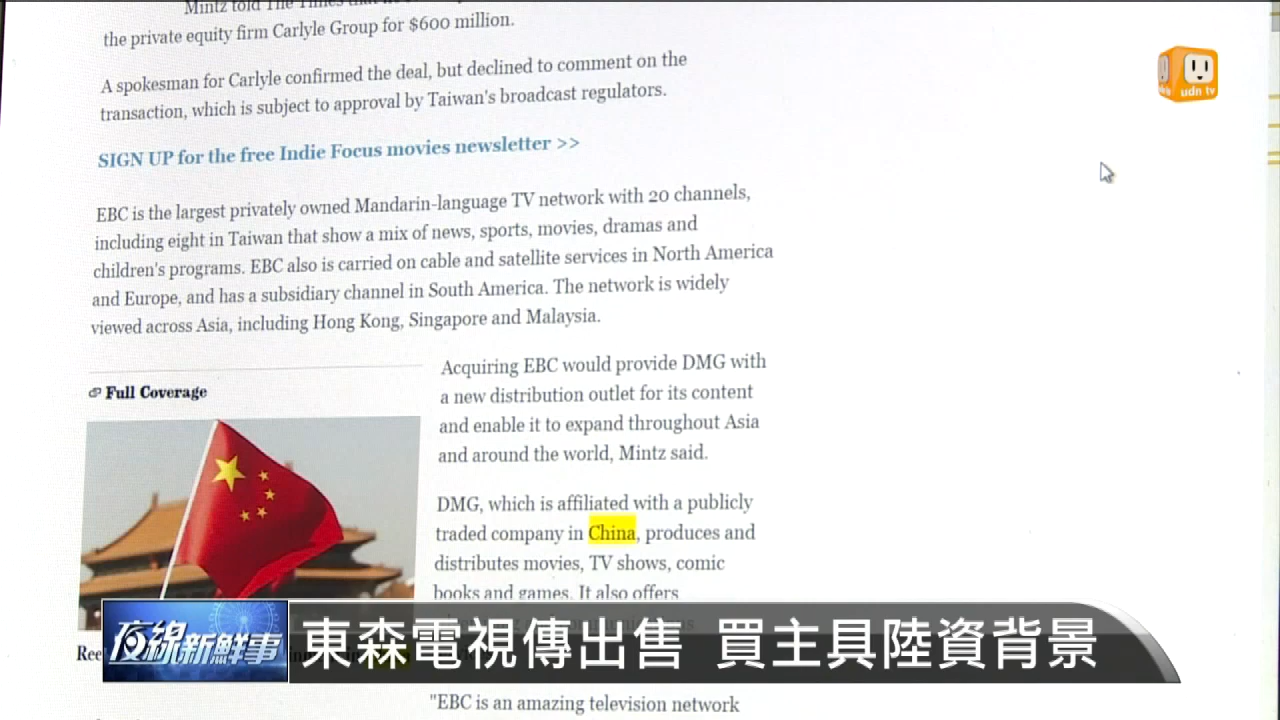 Mintz told The Times
the private equity firm Carlyle Group for $600 million.
A spokesman for Carlyle confirmed the deal, but declined to comment on the
transaction, which is subject to approval by Taiwan's broadcast regulators.
udn tv
SIGN UP for the free Indie Focus movies newsletter >>
EBC is the largest privately owned Mandarin-language TV network with 20 channels,
including eight in Taiwan that show a mix of news, sports, movies, dramas and
children's programs. EBC also is carried on cable and satellite services in North America
and Europe, and has a subsidiary channel in South America. The network is widely
viewed across Asia, including Hong Kong, Singapore and Malaysia.
Full Coverage
Acquiring EBC would provide DMG with
a new distribution outlet for its content
and enable it to expand throughout Asia
and around the world, Mintz said.
DMG, which is affiliated with a publicly
traded company in China, produces and
distributes movies, TV shows, comic
books and games. It also offers
夜線新鮮事
東森電視傳出售 買主具陸資背景
"EBC is an amazing television network